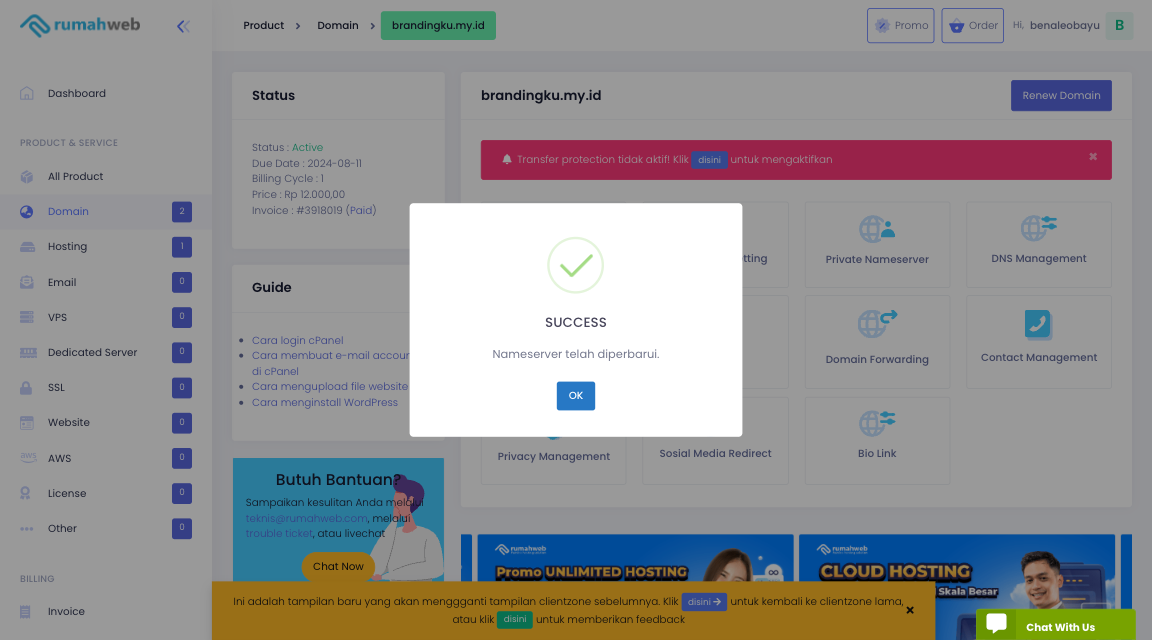 rumahweb
Product > Domain > brandingku.my.id
Promo
Order
Hi, benaleobayu
B
Dashboard
PRODUCT & SERVICE
All Product
Domain 2
Hosting 1
Email 0
VPS 0
Dedicated Server 0
SSL 0
Website 0
AWS 0
License 0
Other 0
BILLING
Invoice
Status
Status : Active
Due Date : 2024-08-11
Billing Cycle : 1
Price : Rp 12.000,00
Invoice : #3918019 (Paid)
Guide
Cara login cPanel
Cara membuat e-mail accour
di cPanel
Cara mengupload file website
Cara menginstall WordPress
Butuh Bantuan?
Sampaikan kesulitan Anda melalui
teknis@rumahweb.com, melalui
trouble ticket, atau livechat
Chat Now
brandingku.my.id
Renew Domain
Transfer protection tidak aktif! Klik disini untuk mengaktifkan
tting
Private Nameserver
DNS Management
Domain Forwarding
Contact Management
Privacy Management
Sosial Media Redirect
Bio Link
SUCCESS
Nameserver telah diperbarui.
OK
rumahweb
Promo UNLIMITED HOSTING
rumahweb
CLOUD HOSTING
Skala Besar
Ini adalah tampilan baru yang akan menggganti tampilan clientzone sebelumnya. Klik disini → untuk kembali ke clientzone lama,
atau klik disini untuk memberikan feedback
Chat With Us